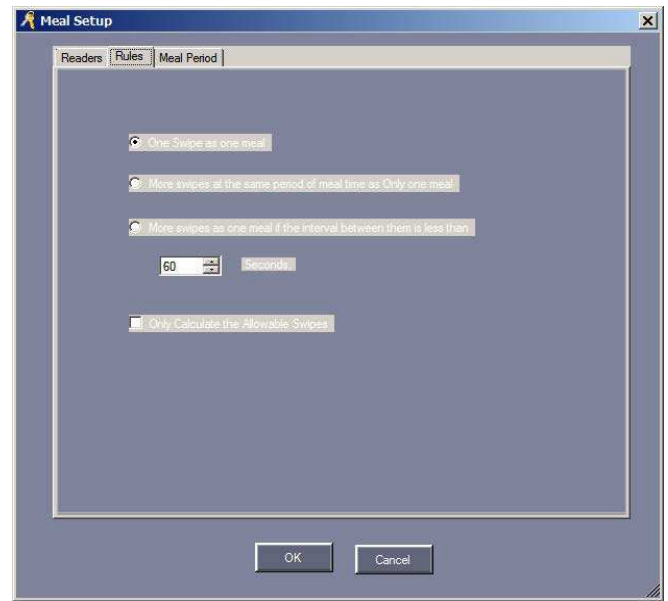 Meal Setup
Readers Rules Meal Period
One Swipe as one meal
More swipes at the same period of meal time as Only one meal
More swipes as one meal if the interval between them is less than
60 Seconds.
Only Calculate the Allowable Swipes
OK Cancel